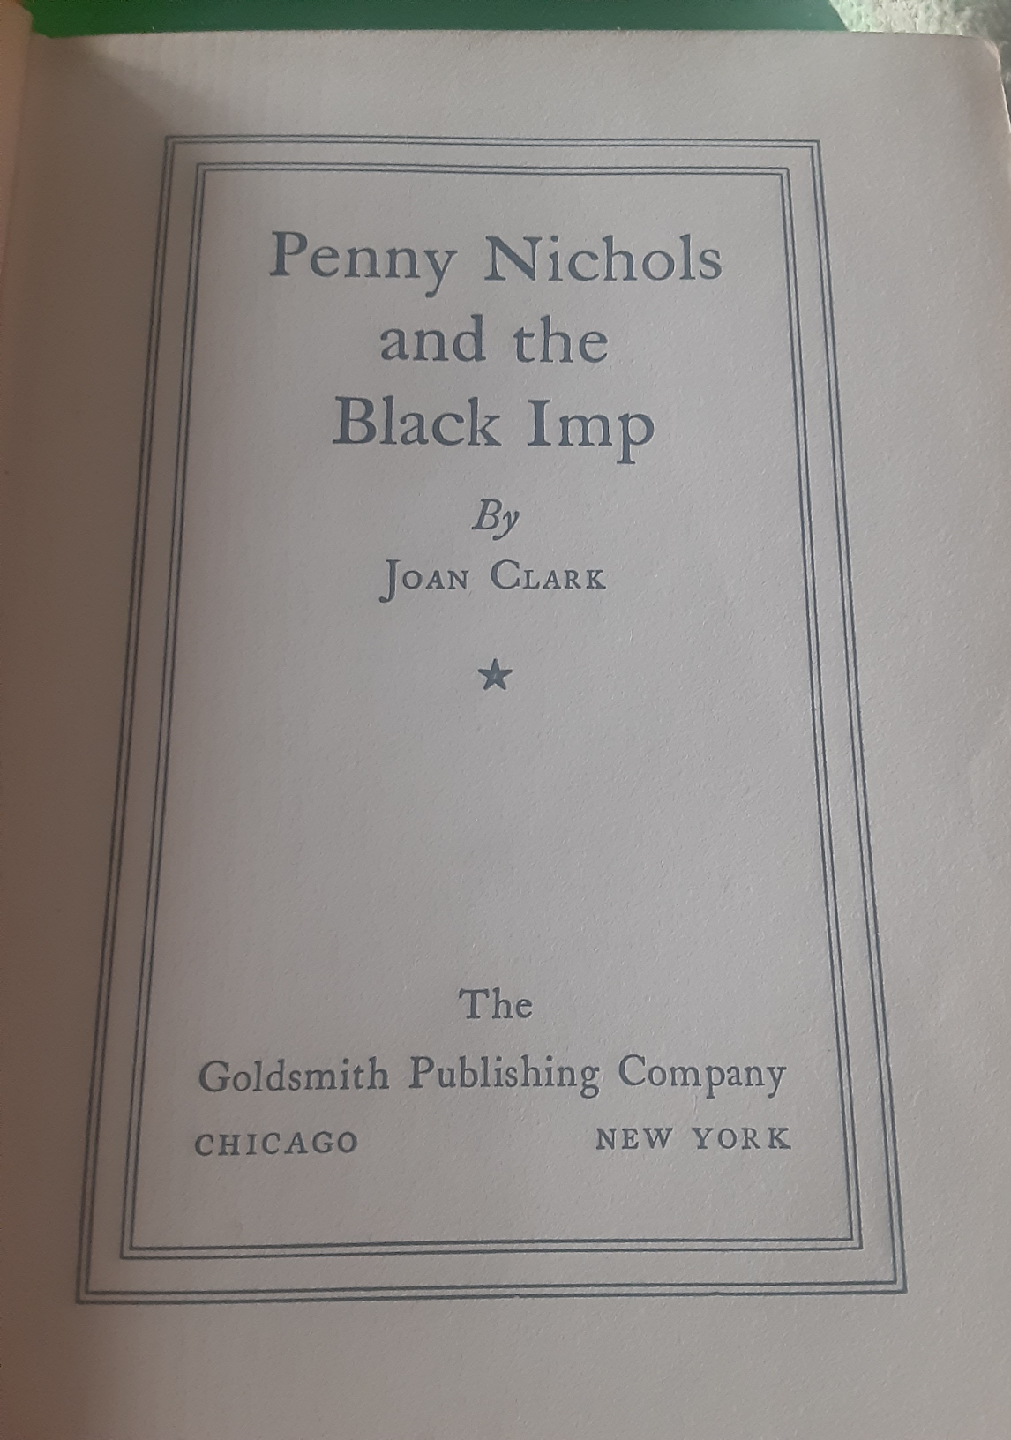 Penny Nichols
and the
Black Imp
By
Joan Clark
The
Goldsmith Publishing Company
CHICAGO NEW YORK